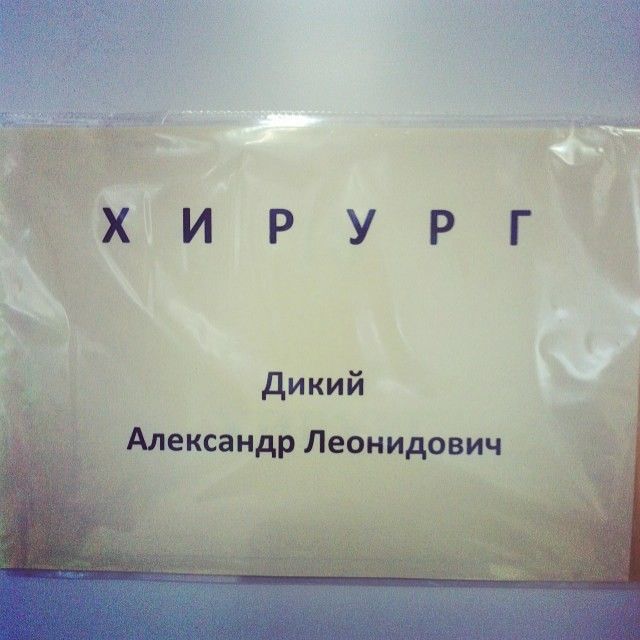 Х И Р У Р Г
Дикий
Александр Леонидович